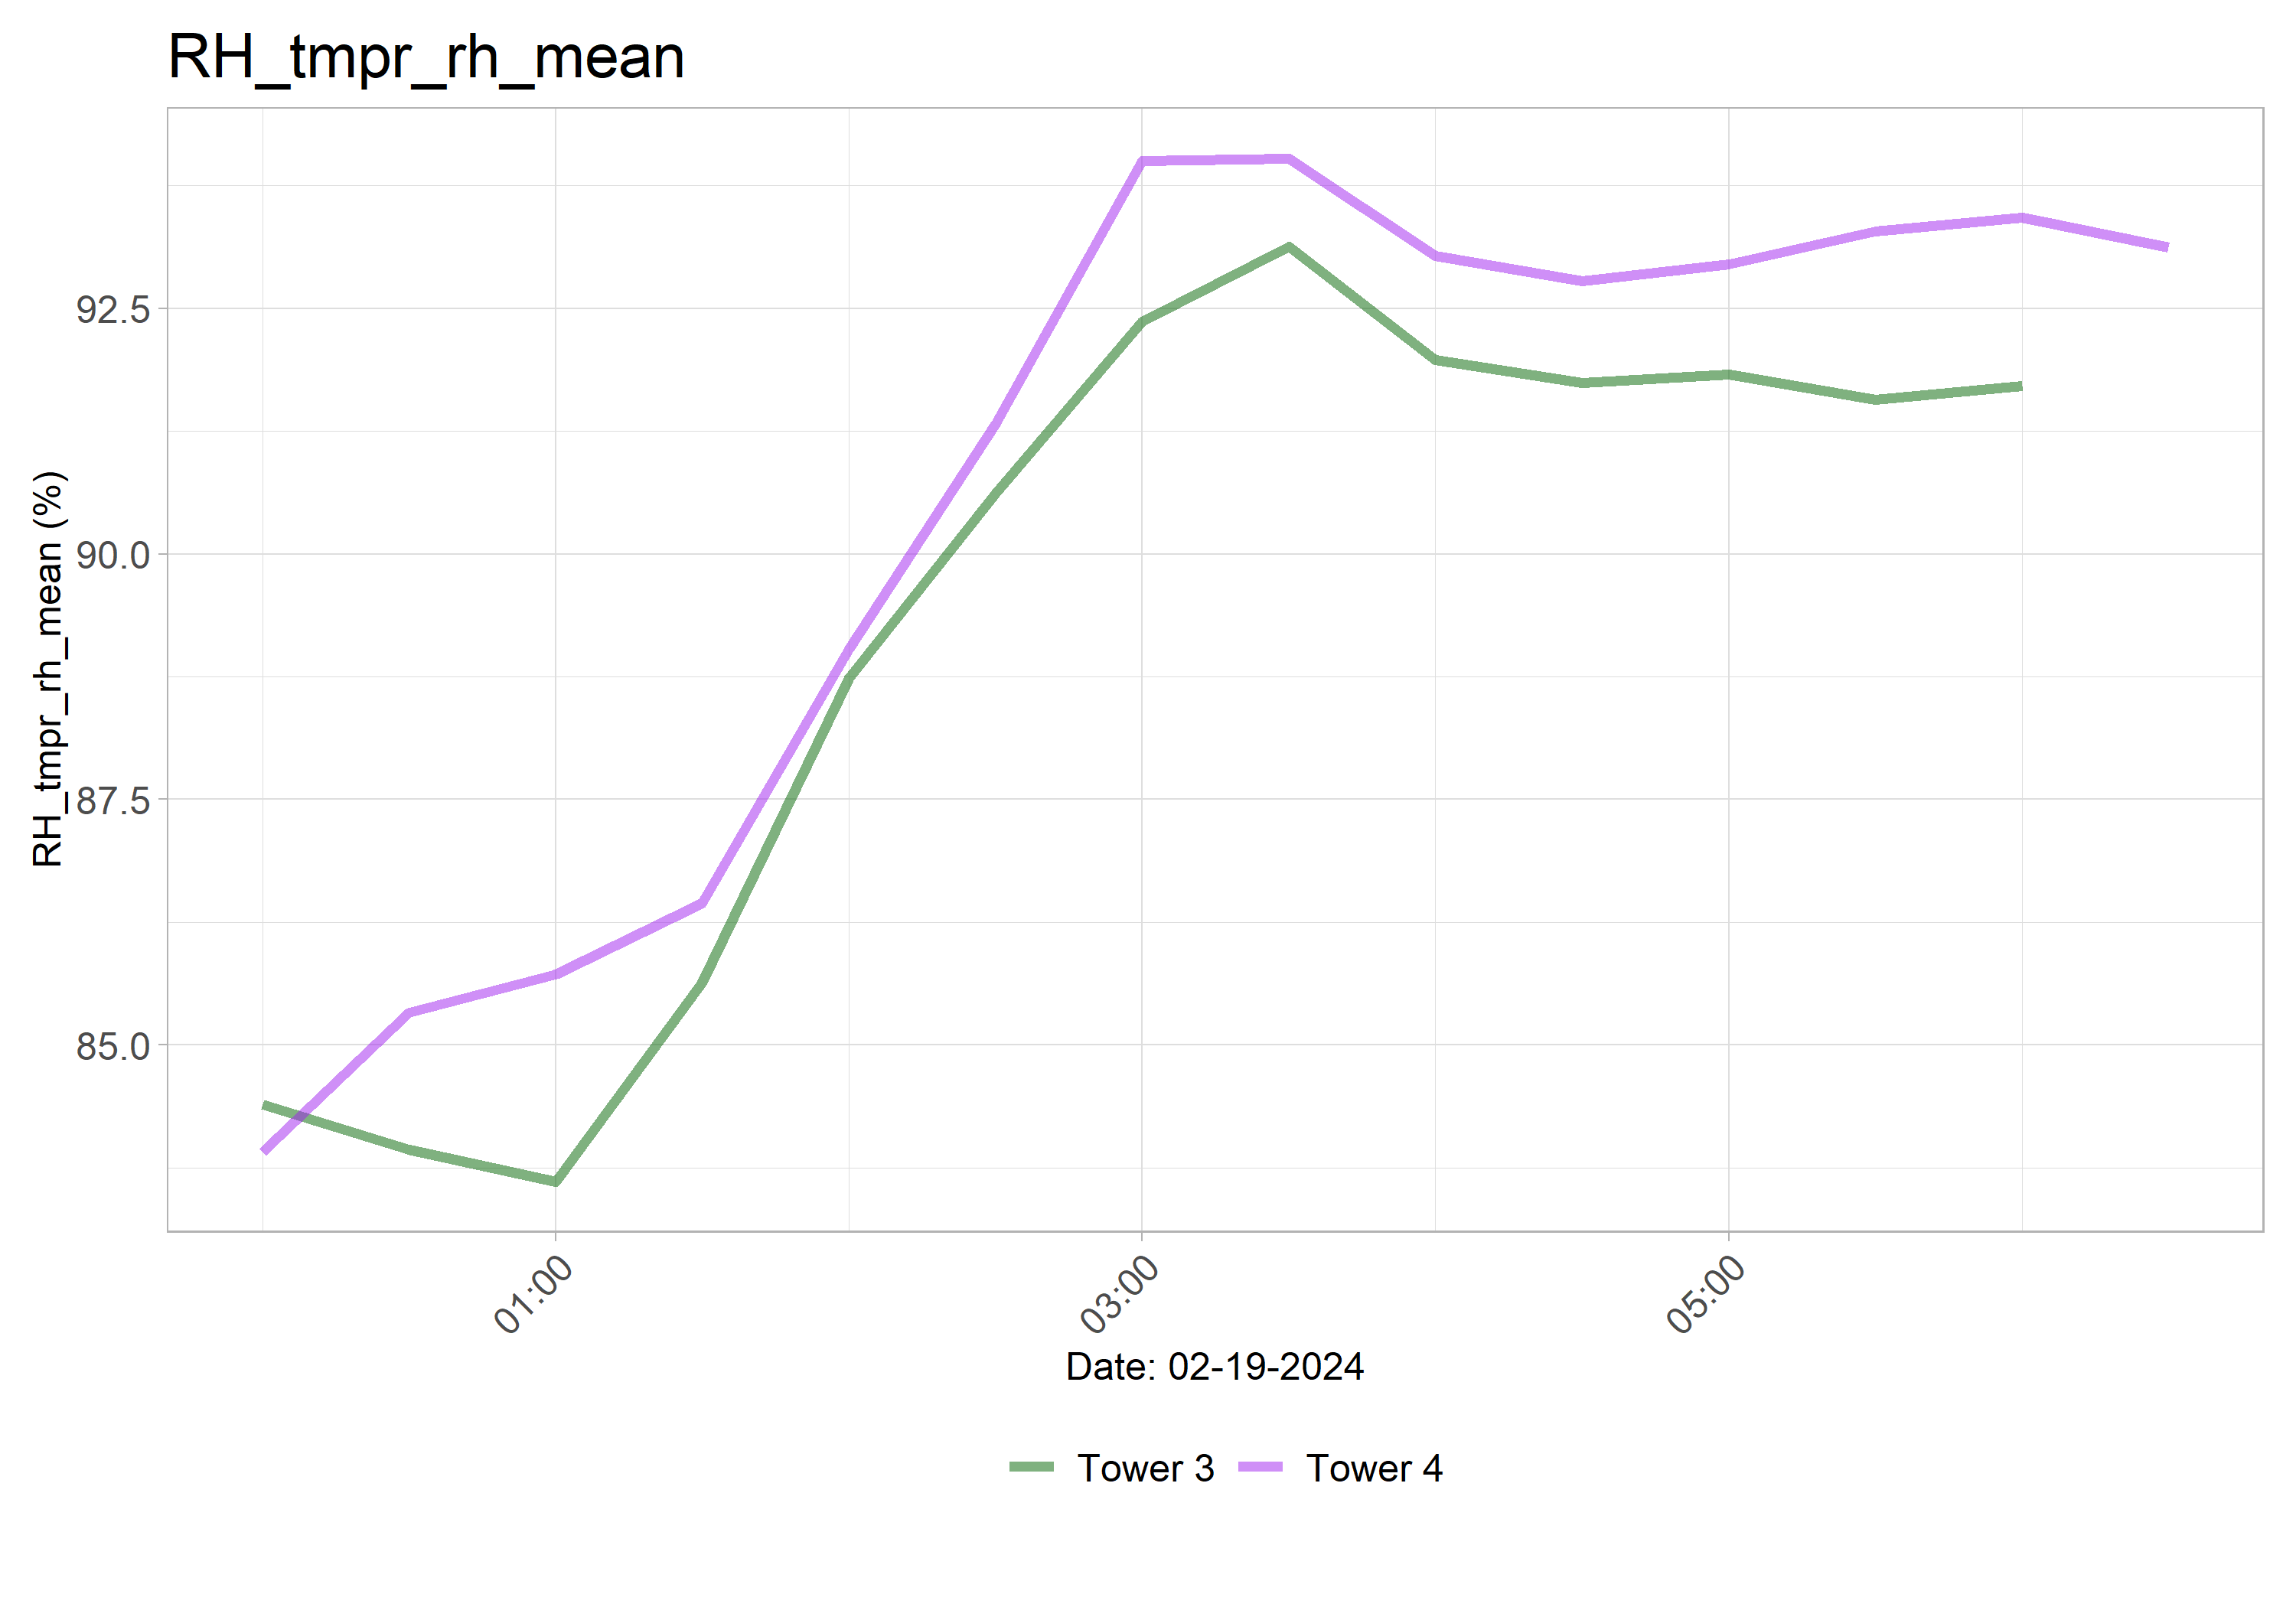 RH_tmpr_rh_mean
RH_tmpr_rh_mean (%)
92.5
90.0
87.5
85.0
01:00
03:00
05:00
Date: 02-19-2024
Tower 3
Tower 4